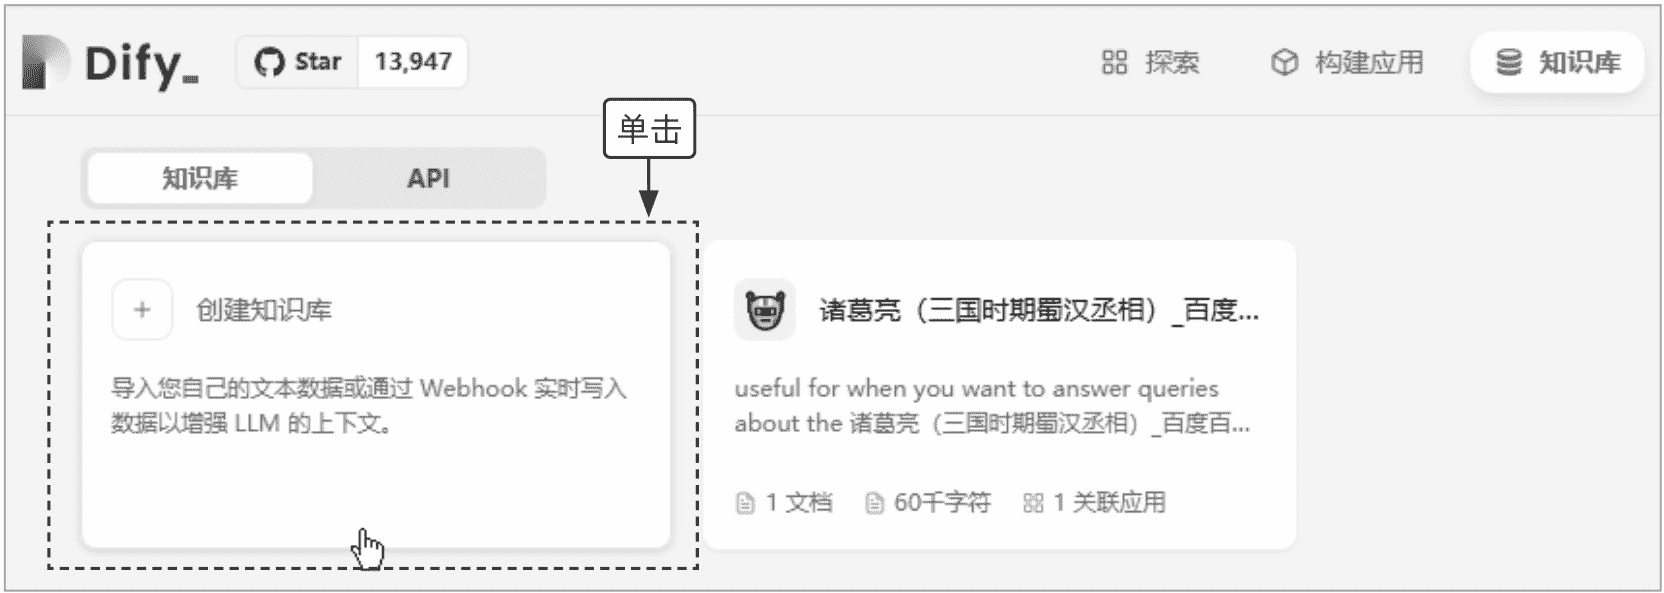 Dify_
Star 13,947
探索
构建应用
知识库
单击
知识库
API
+ 创建知识库
导入您自己的文本数据或通过 Webhook 实时写入
数据以增强 LLM 的上下文。
诸葛亮（三国时期蜀汉丞相）_百度...
useful for when you want to answer queries
about the 诸葛亮（三国时期蜀汉丞相）_百度百...
1 文档
60千字符
1 关联应用